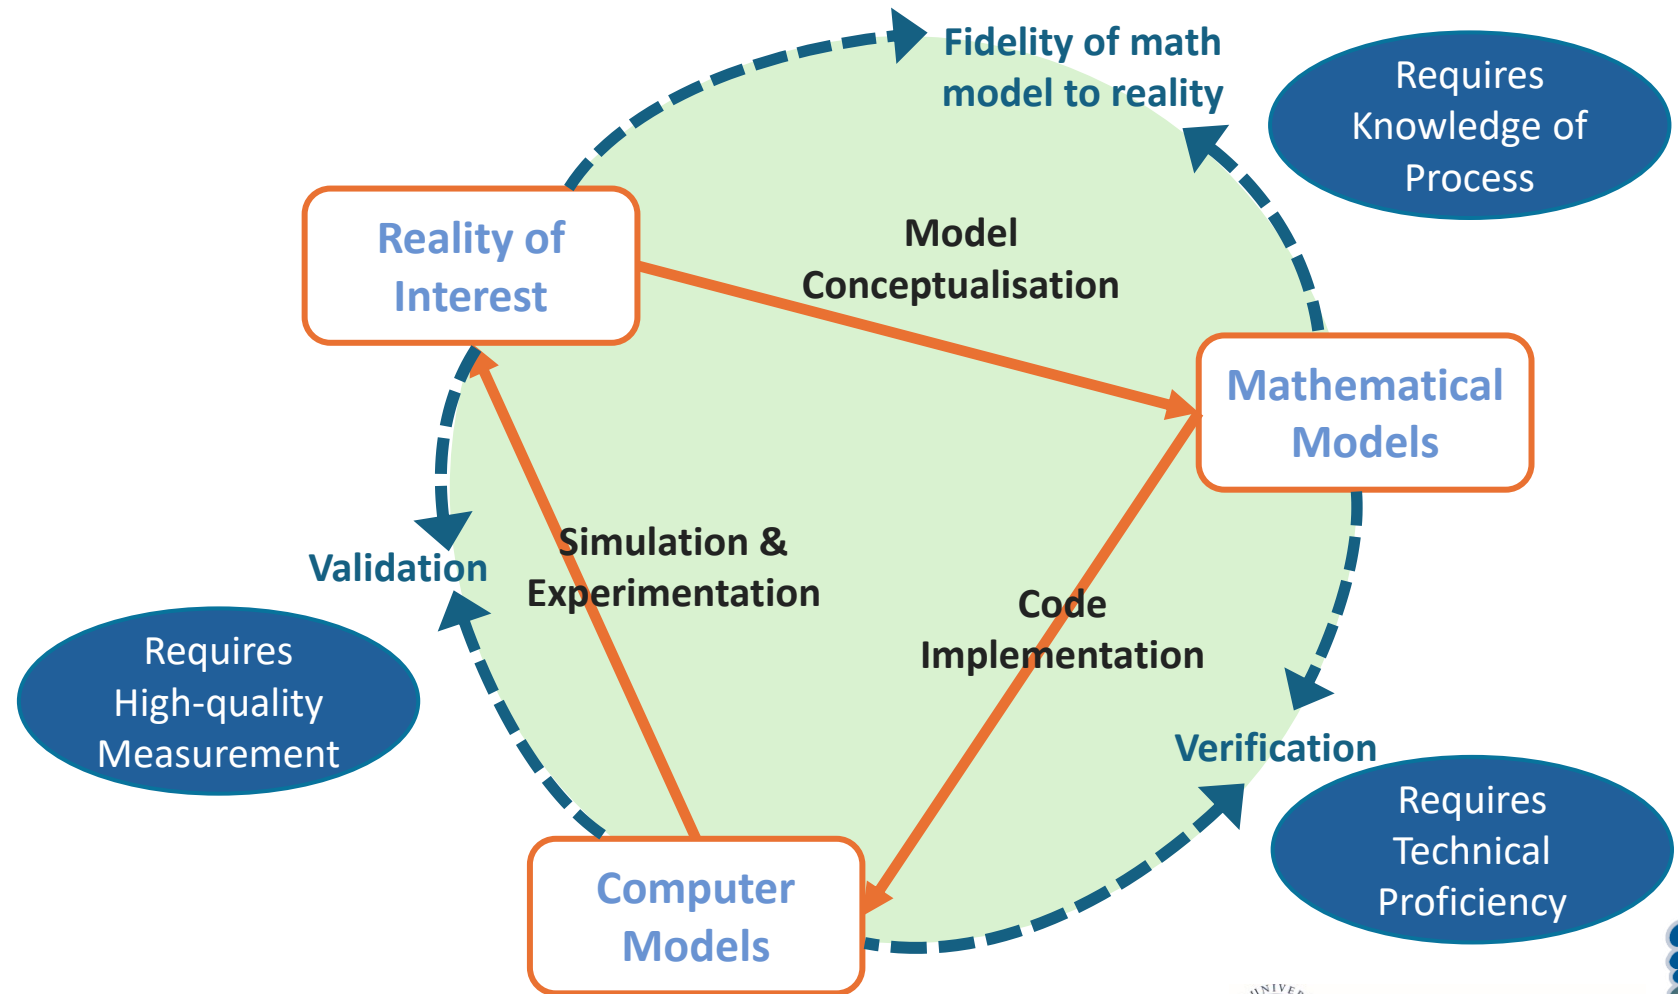 Fidelity of math
model to reality
Requires
Knowledge of
Process
Reality of
Interest
Model
Conceptualisation
Mathematical
Models
Simulation &
Experimentation
Validation
Code
Implementation
Requires
High-quality
Measurement
Verification
Requires
Technical
Proficiency
Computer
Models